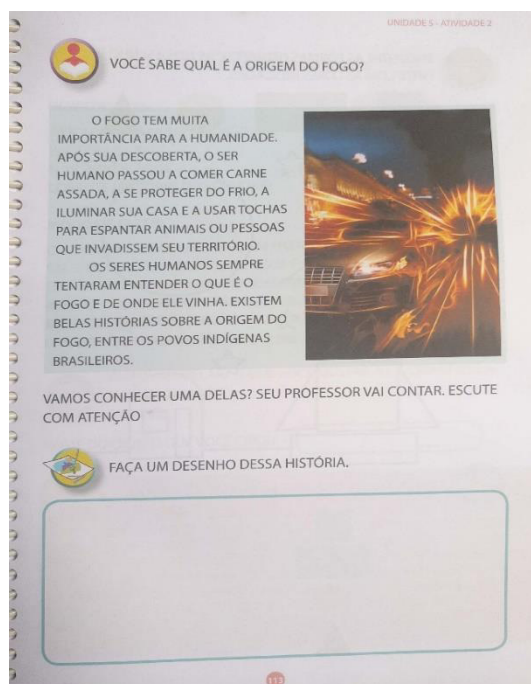 UNIDADE 5 - ATIVIDADE 2
VOCÊ SABE QUAL É A ORIGEM DO FOGO?
O FOGO TEM MUITA
IMPORTÂNCIA PARA A HUMANIDADE.
APÓS SUA DESCOBERTA, O SER
HUMANO PASSOU A COMER CARNE
ASSADA, A SE PROTEGER DO FRIO, A
ILUMINAR SUA CASA E A USAR TOCHAS
PARA ESPANTAR ANIMAIS OU PESSOAS
QUE INVADISSEM SEU TERRITÓRIO.
OS SERES HUMANOS SEMPRE
TENTARAM ENTENDER O QUE É O
FOGO E DE ONDE ELE VINHA. EXISTEM
BELAS HISTÓRIAS SOBRE A ORIGEM DO
FOGO, ENTRE OS POVOS INDÍGENAS
BRASILEIROS.
VAMOS CONHECER UMA DELAS? SEU PROFESSOR VAI CONTAR. ESCUTE
COM ATENÇÃO
FAÇA UM DESENHO DESSA HISTÓRIA.
113